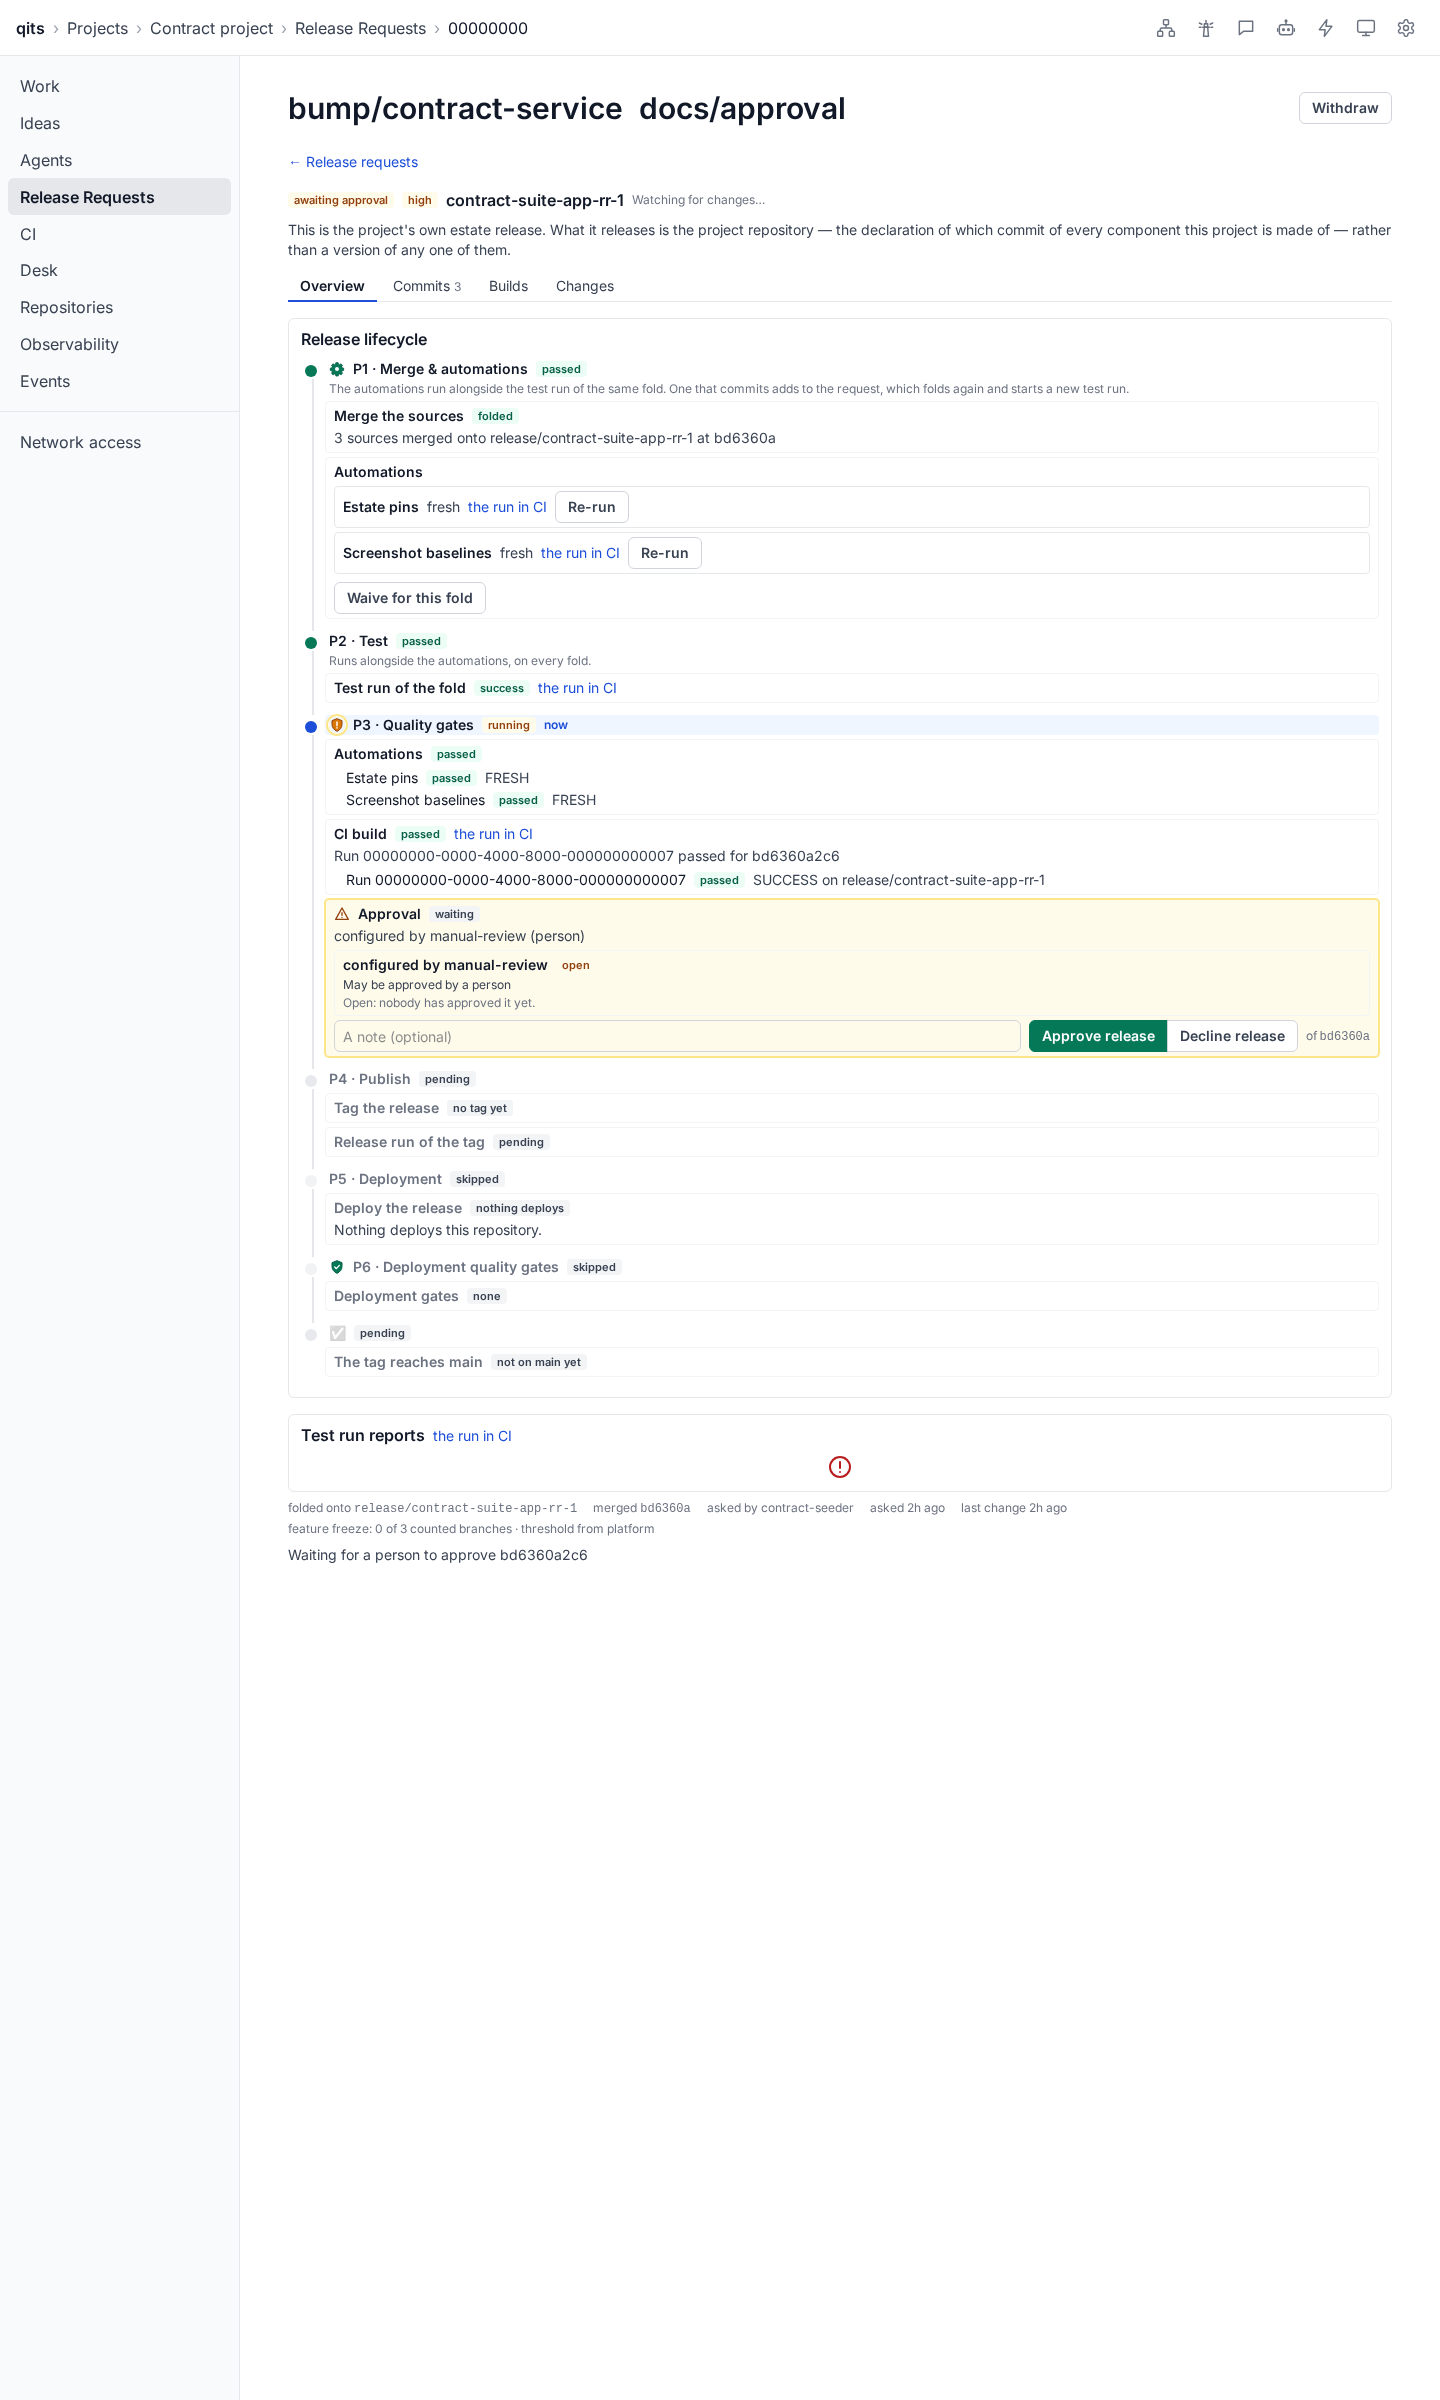 qits › Projects › Contract project › Release Requests › 00000000
Work
Ideas
Agents
Release Requests
CI
Desk
Repositories
Observability
Events
Network access
bump/contract-service docs/approval
Withdraw
← Release requests
awaiting approval high contract-suite-app-rr-1 Watching for changes…
This is the project's own estate release. What it releases is the project repository — the declaration of which commit of every component this project is made of — rather
than a version of any one of them.
Overview Commits 3 Builds Changes
Release lifecycle
P1 · Merge & automations passed
The automations run alongside the test run of the same fold. One that commits adds to the request, which folds again and starts a new test run.
Merge the sources folded
3 sources merged onto release/contract-suite-app-rr-1 at bd6360a
Automations
Estate pins fresh the run in CI Re-run
Screenshot baselines fresh the run in CI Re-run
Waive for this fold
P2 · Test passed
Runs alongside the automations, on every fold.
Test run of the fold success the run in CI
P3 · Quality gates running now
Automations passed
Estate pins passed FRESH
Screenshot baselines passed FRESH
CI build passed the run in CI
Run 00000000-0000-4000-8000-000000000007 passed for bd6360a2c6
Run 00000000-0000-4000-8000-000000000007 passed SUCCESS on release/contract-suite-app-rr-1
Approval waiting
configured by manual-review (person)
configured by manual-review open
May be approved by a person
Open: nobody has approved it yet.
A note (optional) Approve release Decline release of bd6360a
P4 · Publish pending
Tag the release no tag yet
Release run of the tag pending
P5 · Deployment skipped
Deploy the release nothing deploys
Nothing deploys this repository.
P6 · Deployment quality gates skipped
Deployment gates none
pending
The tag reaches main not on main yet
Test run reports the run in CI
folded onto release/contract-suite-app-rr-1 merged bd6360a asked by contract-seeder asked 2h ago last change 2h ago
feature freeze: 0 of 3 counted branches · threshold from platform
Waiting for a person to approve bd6360a2c6